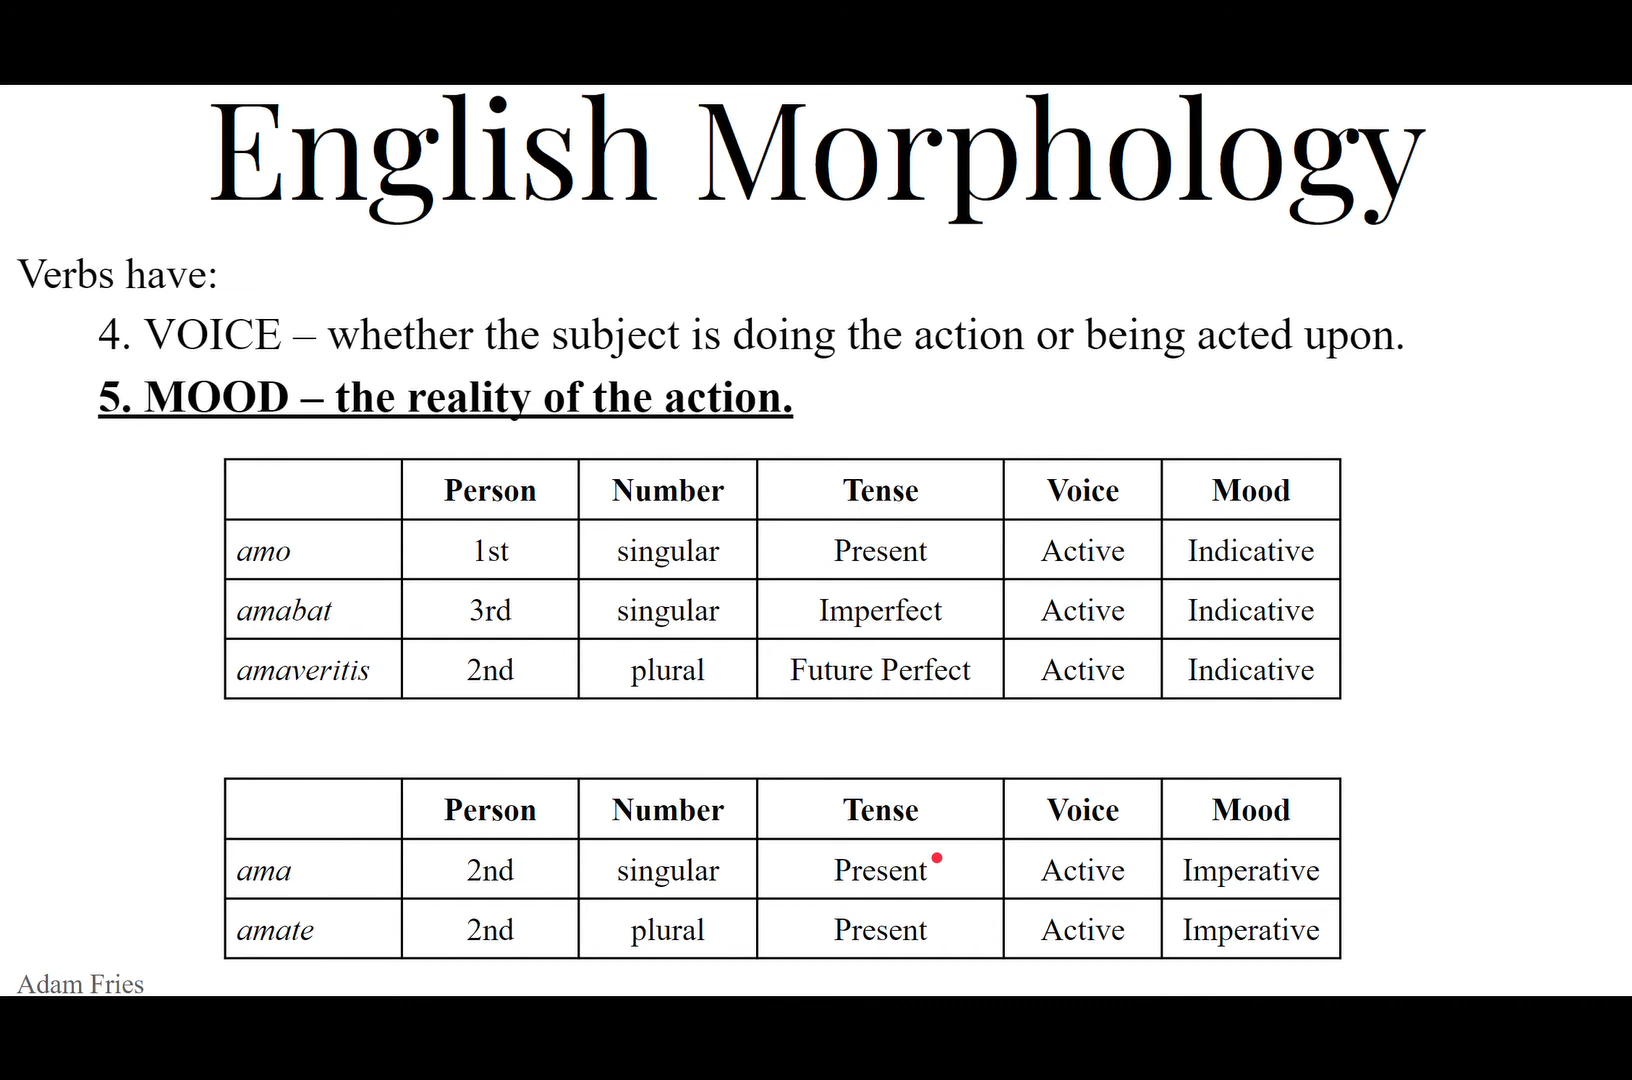 English Morphology
Verbs have:
4. VOICE – whether the subject is doing the action or being acted upon.
5. MOOD – the reality of the action.
Person Number Tense Voice Mood
amo 1st singular Present Active Indicative
amabat 3rd singular Imperfect Active Indicative
amaveritis 2nd plural Future Perfect Active Indicative
Person Number Tense Voice Mood
ama 2nd singular Present Active Imperative
amate 2nd plural Present Active Imperative
Adam Fries